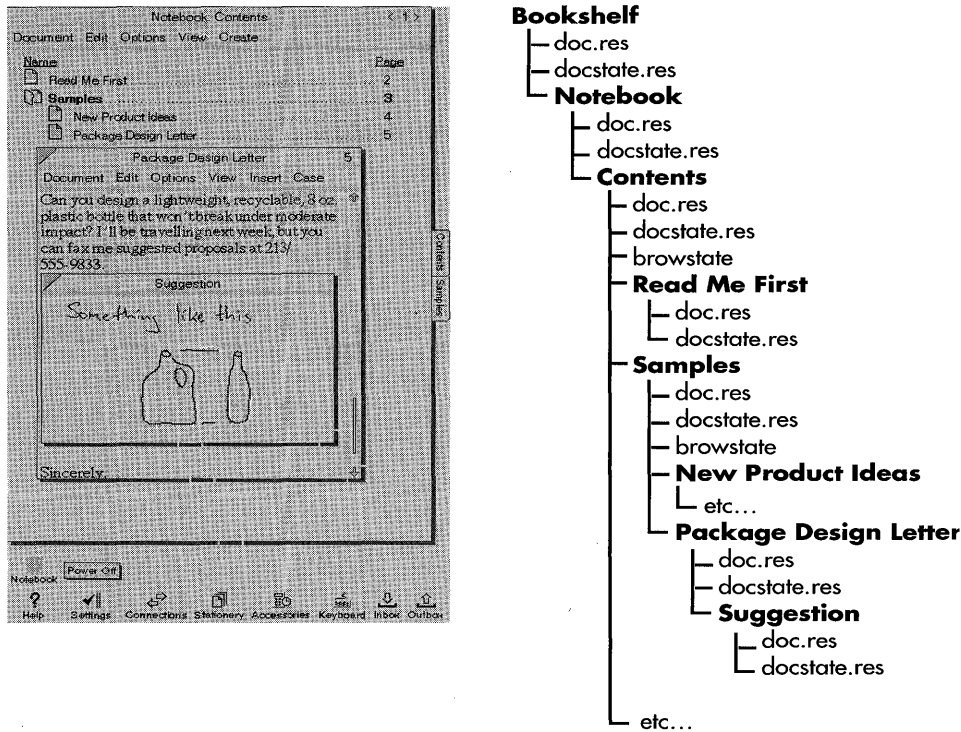 Notebook Contents < 1 >
Document Edit Options View Create
Name Page
Read Me First 2
Samples 3
New Product Ideas 4
Package Design Letter 5
Package Design Letter 5
Document Edit Options View Insert Case
Can you design a lightweight, recyclable, 8 oz.
plastic bottle that won't break under moderate
impact? I'll be travelling next week, but you
can fax me suggested proposals at 213/
555-9833.
Suggestion
Something like this
Sincerely,
Contents
Samples
Notebook
Power Off
Help Settings Connections Stationery Accessories Keyboard Inbox Outbox
Bookshelf
doc.res
docstate.res
Notebook
doc.res
docstate.res
Contents
doc.res
docstate.res
browstate
Read Me First
doc.res
docstate.res
Samples
doc.res
docstate.res
browstate
New Product Ideas
etc...
Package Design Letter
doc.res
docstate.res
Suggestion
doc.res
docstate.res
etc...